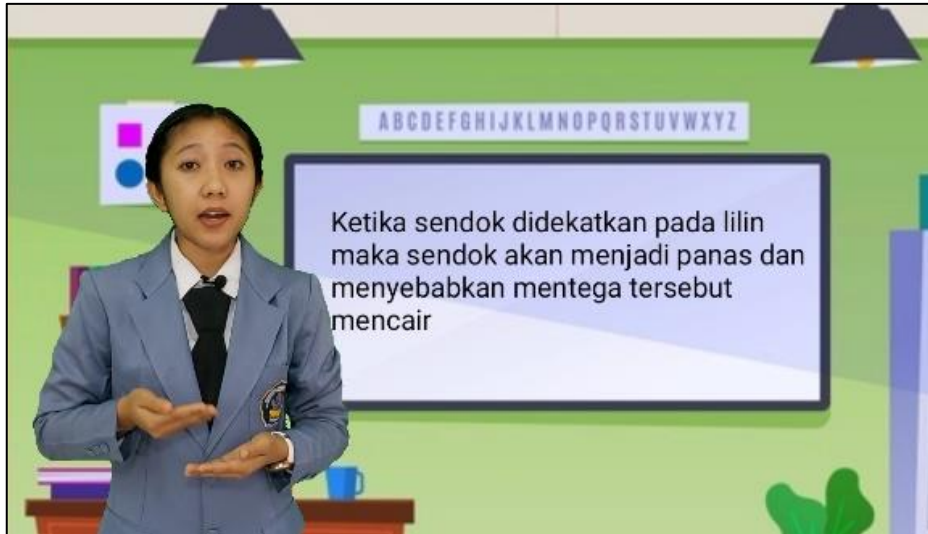 ABCDEFGHIJKLMNOPQRSTUVWXYZ
Ketika sendok didekatkan pada lilin
maka sendok akan menjadi panas dan
menyebabkan mentega tersebut
mencair